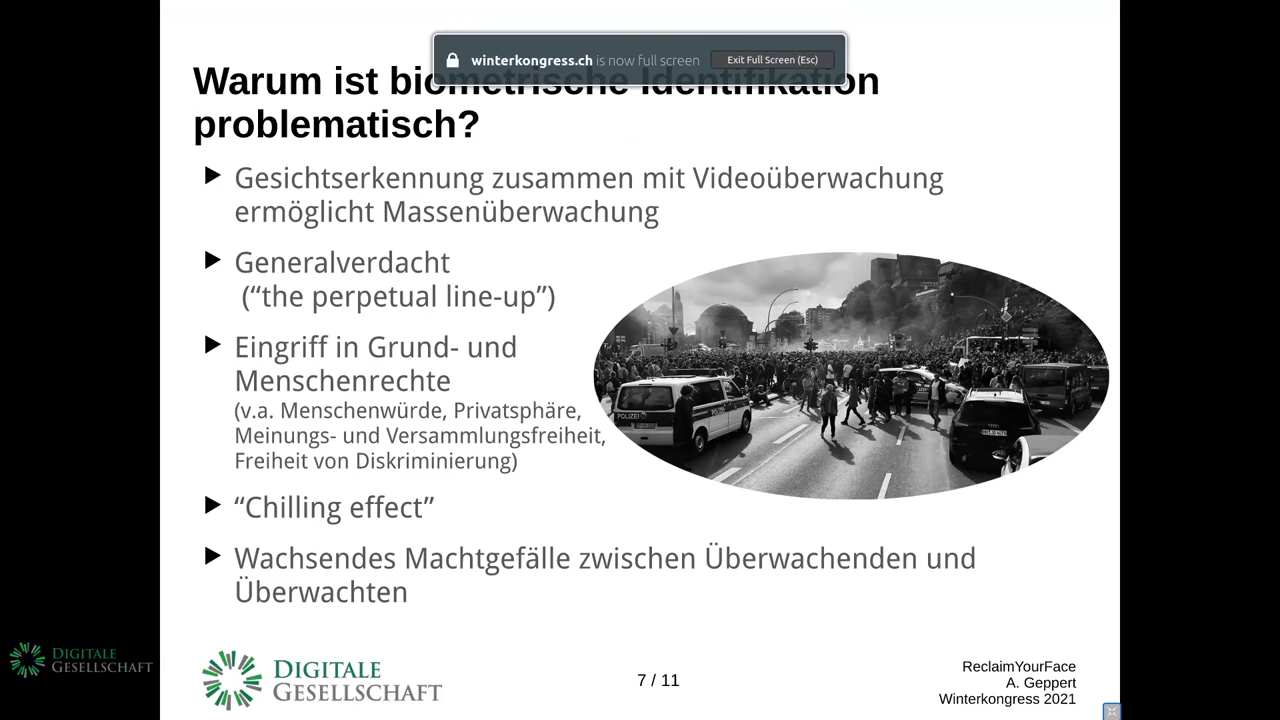 winterkongress.ch is now full screen
Exit Full Screen (Esc)
Warum ist biometrische Identifikation
problematisch?
Gesichtserkennung zusammen mit Videoüberwachung
ermöglicht Massenüberwachung
Generalverdacht
(“the perpetual line-up”)
Eingriff in Grund- und
Menschenrechte
(v.a. Menschenwürde, Privatsphäre,
Meinungs- und Versammlungsfreiheit,
Freiheit von Diskriminierung)
POLIZEI
“Chilling effect”
Wachsendes Machtgefälle zwischen Überwachenden und
Überwachten
DIGITALE
GESELLSCHAFT
DIGITALE
GESELLSCHAFT
7 / 11
ReclaimYourFace
A. Geppert
Winterkongress 2021